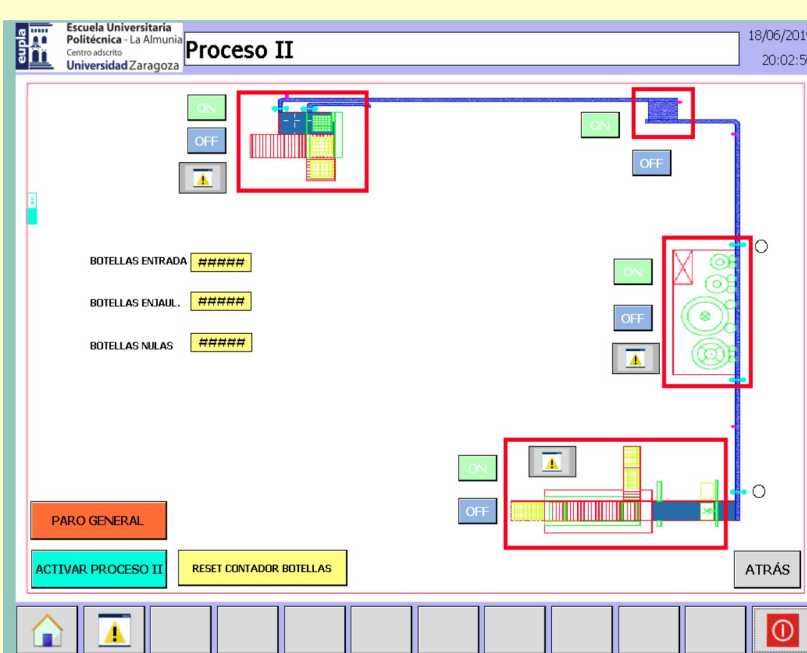 eupla
Escuela Universitaria
Politécnica - La Almunia
Centro adscrito
Universidad Zaragoza
Proceso II
18/06/201
20:02:5
ON
OFF
ON
OFF
BOTELLAS ENTRADA #####
BOTELLAS ENJAUL. #####
BOTELLAS NULAS #####
ON
OFF
ON
OFF
PARO GENERAL
ACTIVAR PROCESO II
RESET CONTADOR BOTELLAS
ATRÁS